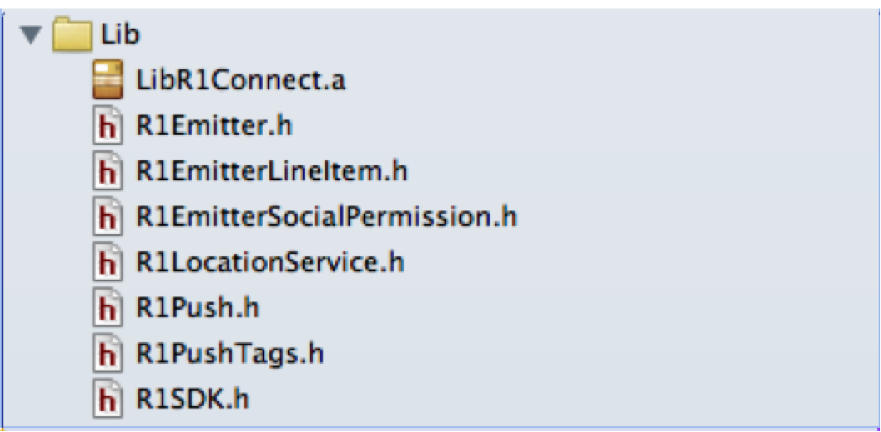 Lib
LibR1Connect.a
h R1Emitter.h
h R1EmitterLineItem.h
h R1EmitterSocialPermission.h
h R1LocationService.h
h R1Push.h
h R1PushTags.h
h R1SDK.h